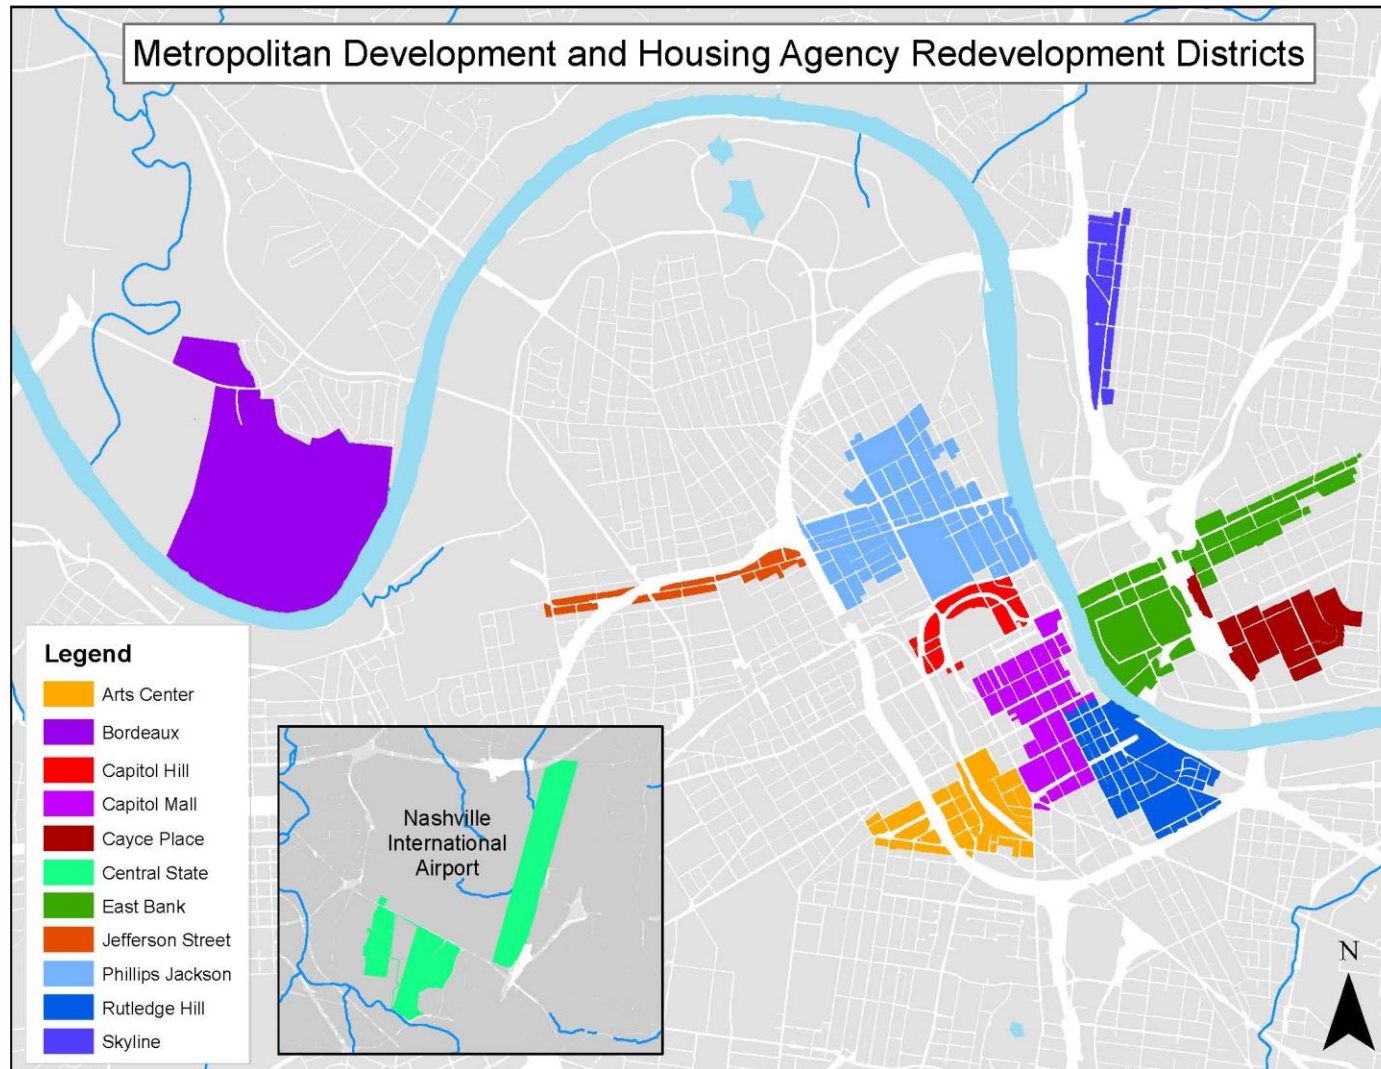 Metropolitan Development and Housing Agency Redevelopment Districts
Legend
Arts Center
Bordeaux
Capitol Hill
Capitol Mall
Cayce Place
Central State
East Bank
Jefferson Street
Phillips Jackson
Rutledge Hill
Skyline
Nashville
International
Airport
N